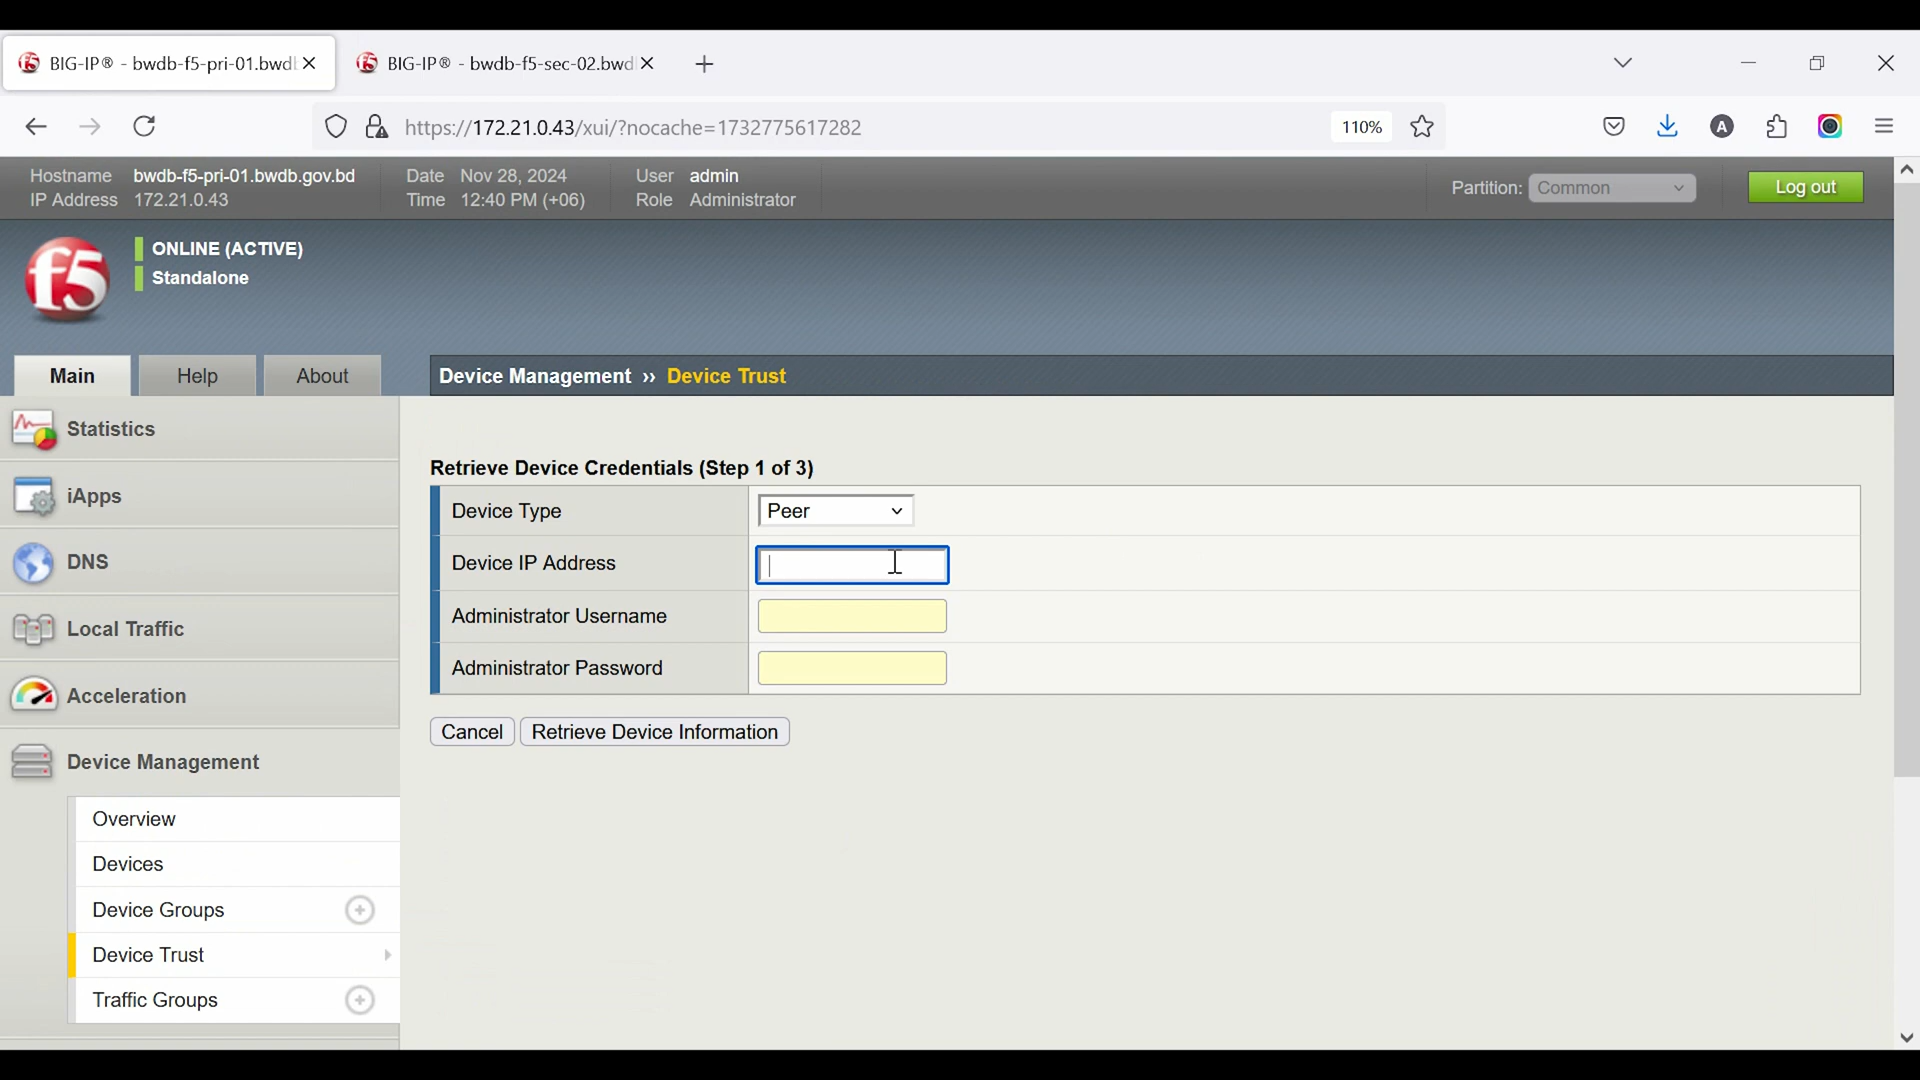 BIG-IP® - bwdb-f5-pri-01.bwd
BIG-IP® - bwdb-f5-sec-02.bwd
https://172.21.0.43/xui/?nocache=1732775617282
110%
A
Hostname bwdb-f5-pri-01.bwdb.gov.bd
IP Address 172.21.0.43
Date Nov 28, 2024
Time 12:40 PM (+06)
User admin
Role Administrator
Partition: Common
Log out
f5
ONLINE (ACTIVE)
Standalone
Main
Help
About
Device Management ›› Device Trust
Statistics
iApps
DNS
Local Traffic
Acceleration
Device Management
Overview
Devices
Device Groups
Device Trust
Traffic Groups
Retrieve Device Credentials (Step 1 of 3)
Device Type Peer
Device IP Address
Administrator Username
Administrator Password
Cancel
Retrieve Device Information